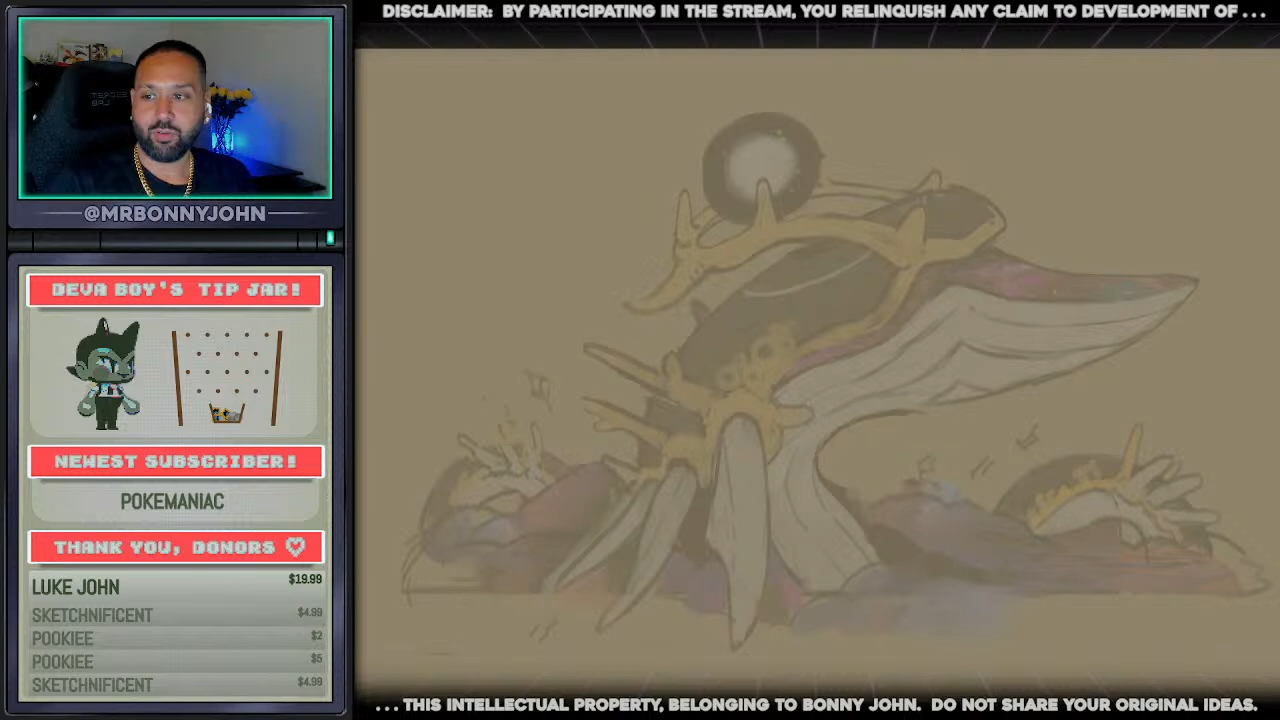 DISCLAIMER: BY PARTICIPATING IN THE STREAM, YOU RELINQUISH ANY CLAIM TO DEVELOPMENT OF . . .
@MRBONNYJOHN
DEVA BOY'S TIP JAR!
NEWEST SUBSCRIBER!
POKEMANIAC
THANK YOU, DONORS
LUKE JOHN $19.99
SKETCHNIFICENT $4.99
POOKIEE $2
POOKIEE $5
SKETCHNIFICENT $4.99
. . . THIS INTELLECTUAL PROPERTY, BELONGING TO BONNY JOHN. DO NOT SHARE YOUR ORIGINAL IDEAS.